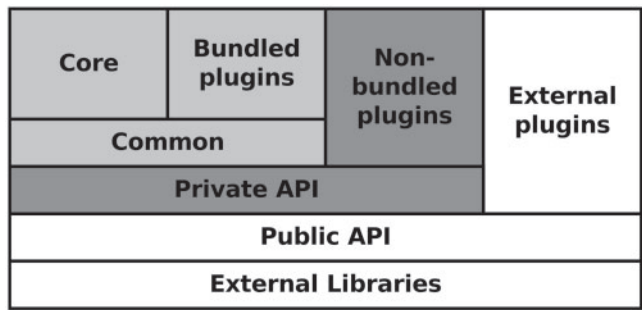 Core
Bundled
plugins
Non-
bundled
plugins
External
plugins
Common
Private API
Public API
External Libraries